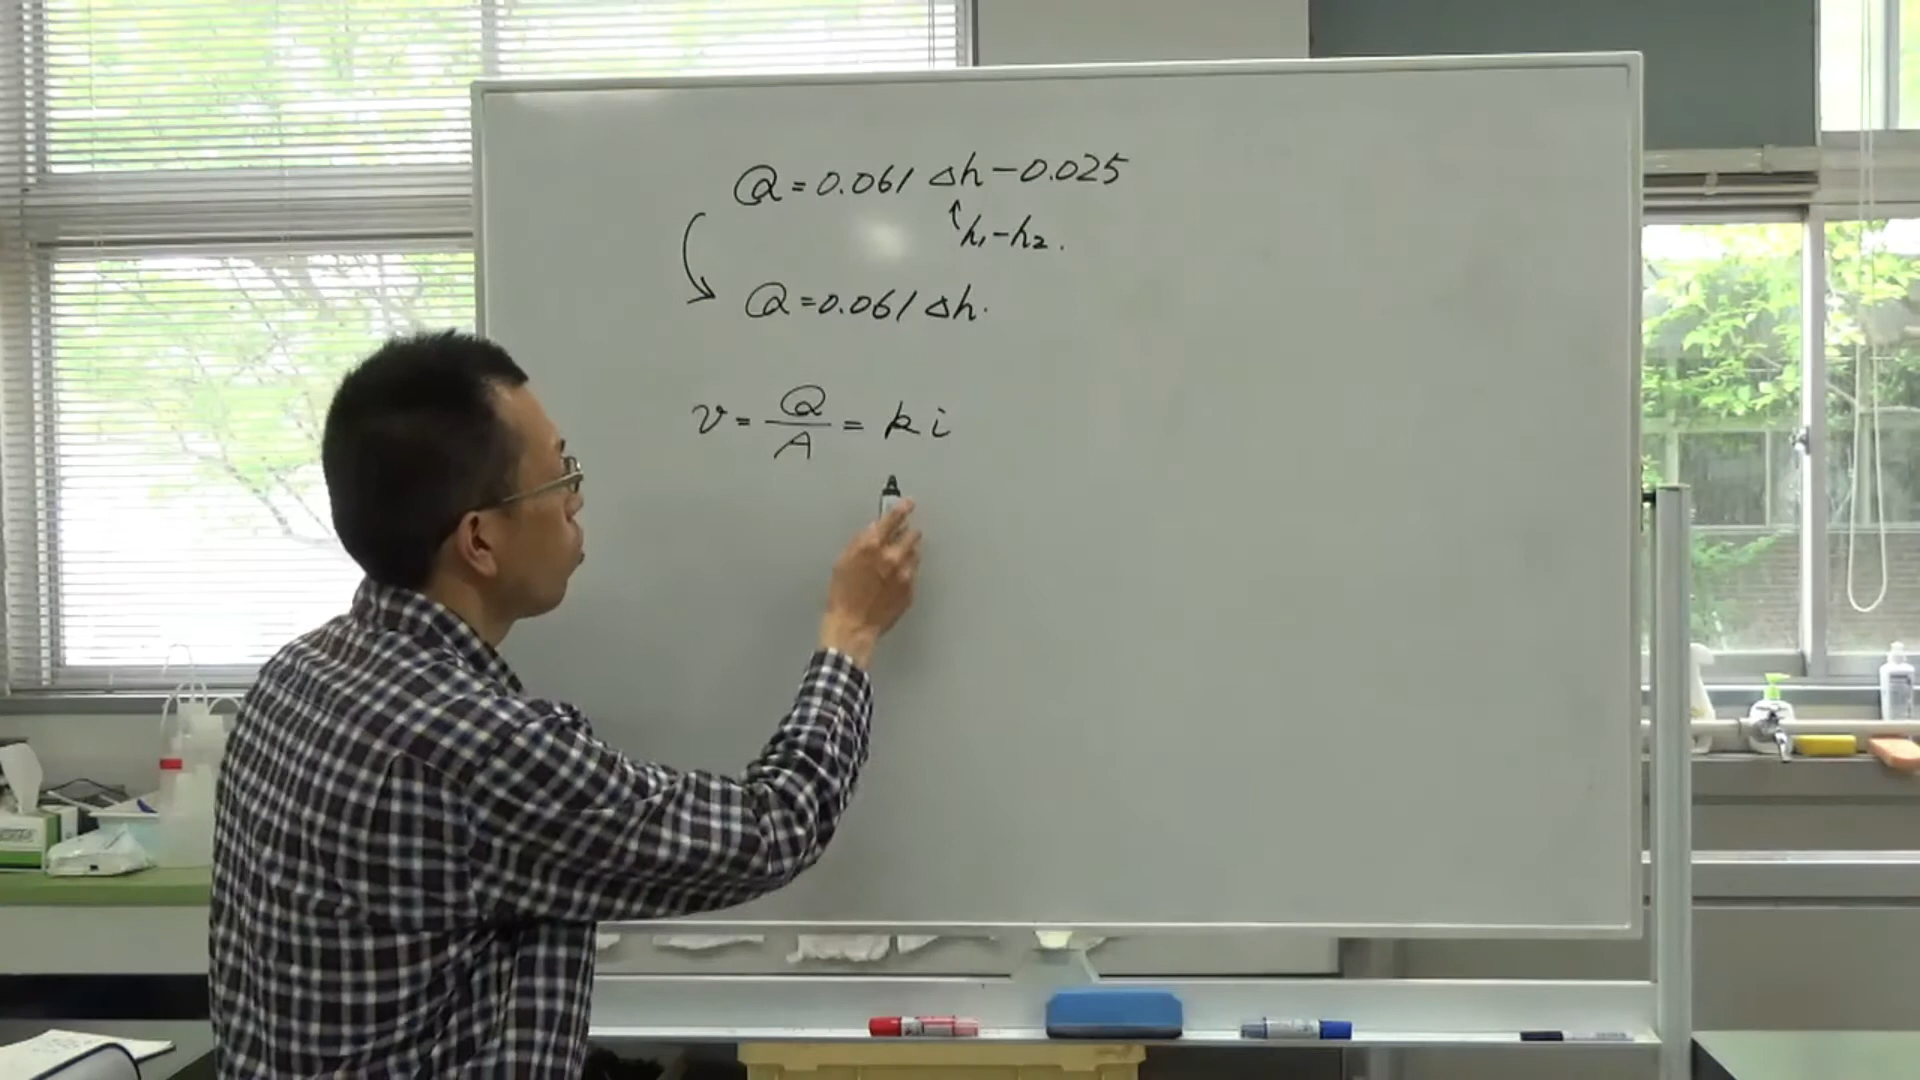 Q = 0.061 Δh - 0.025
↑ h₁ - h₂.
Q = 0.061 Δh.
v = Q/A = k i